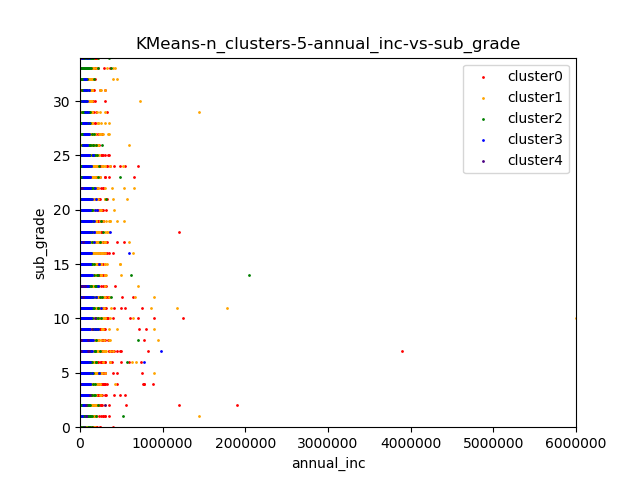 KMeans-n_clusters-5-annual_inc-vs-sub_grade
cluster0
cluster1
cluster2
cluster3
cluster4
sub_grade
30
25
20
15
10
5
0
0 1000000 2000000 3000000 4000000 5000000 6000000
annual_inc